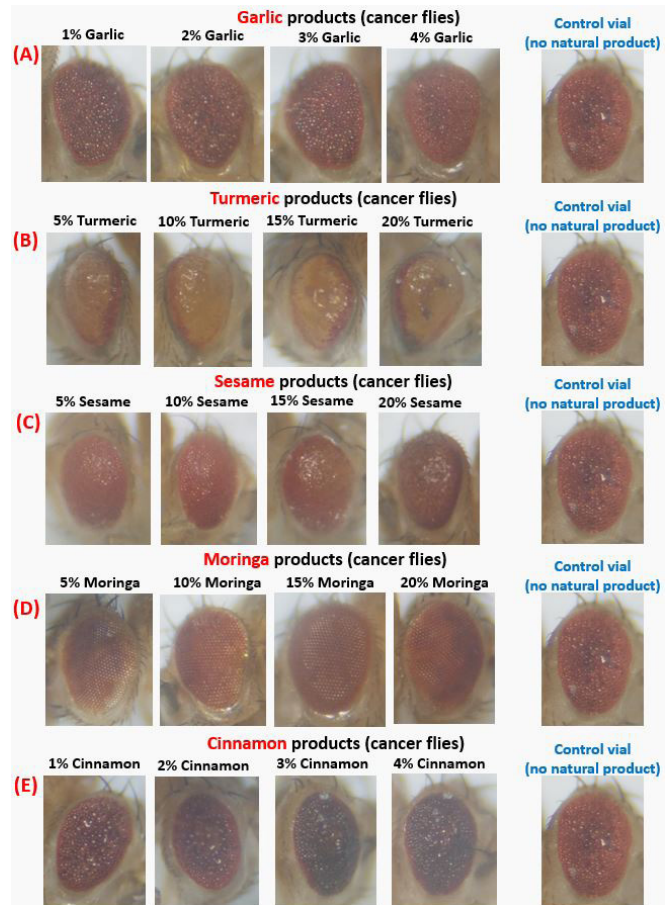 Garlic products (cancer flies)
1% Garlic 2% Garlic 3% Garlic 4% Garlic
Control vial
(no natural product)
(A)
Turmeric products (cancer flies)
5% Turmeric 10% Turmeric 15% Turmeric 20% Turmeric
Control vial
(no natural product)
(B)
Sesame products (cancer flies)
5% Sesame 10% Sesame 15% Sesame 20% Sesame
Control vial
(no natural product)
(C)
Moringa products (cancer flies)
5% Moringa 10% Moringa 15% Moringa 20% Moringa
Control vial
(no natural product)
(D)
Cinnamon products (cancer flies)
1% Cinnamon 2% Cinnamon 3% Cinnamon 4% Cinnamon
Control vial
(no natural product)
(E)